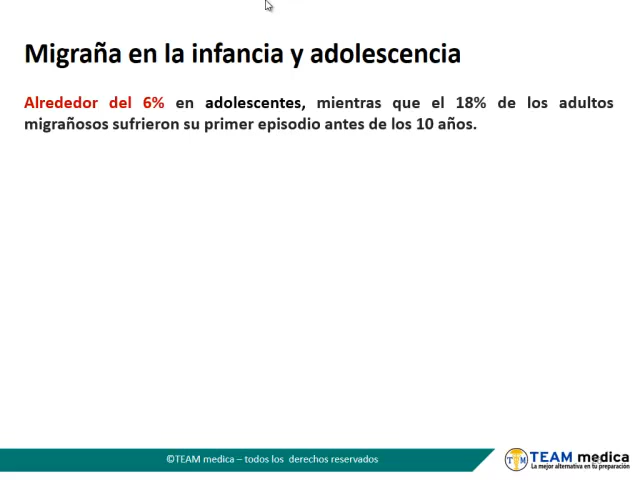 Migraña en la infancia y adolescencia
Alrededor del 6% en adolescentes, mientras que el 18% de los adultos
migrañosos sufrieron su primer episodio antes de los 10 años.
©TEAM medica – todos los derechos reservados
TM TEAM medica
La mejor alternativa en tu preparación